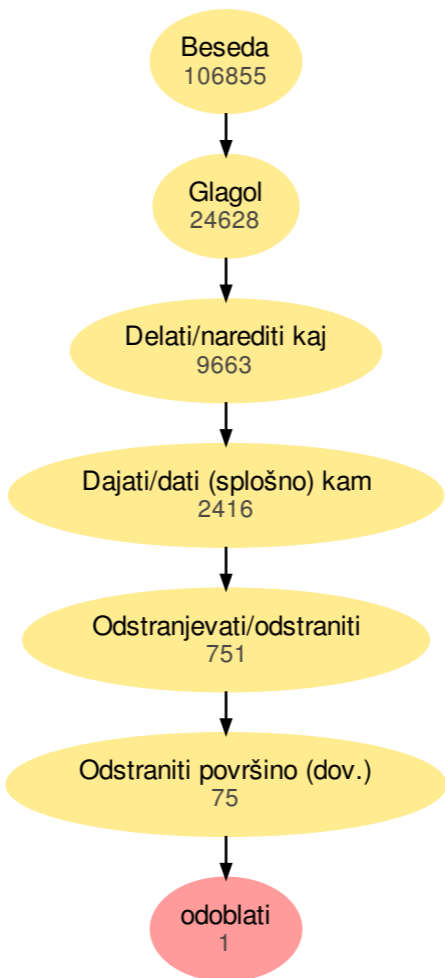 Beseda
106855
Glagol
24628
Delati/narediti kaj
9663
Dajati/dati (splošno) kam
2416
Odstranjevati/odstraniti
751
Odstraniti površino (dov.)
75
odoblati
1